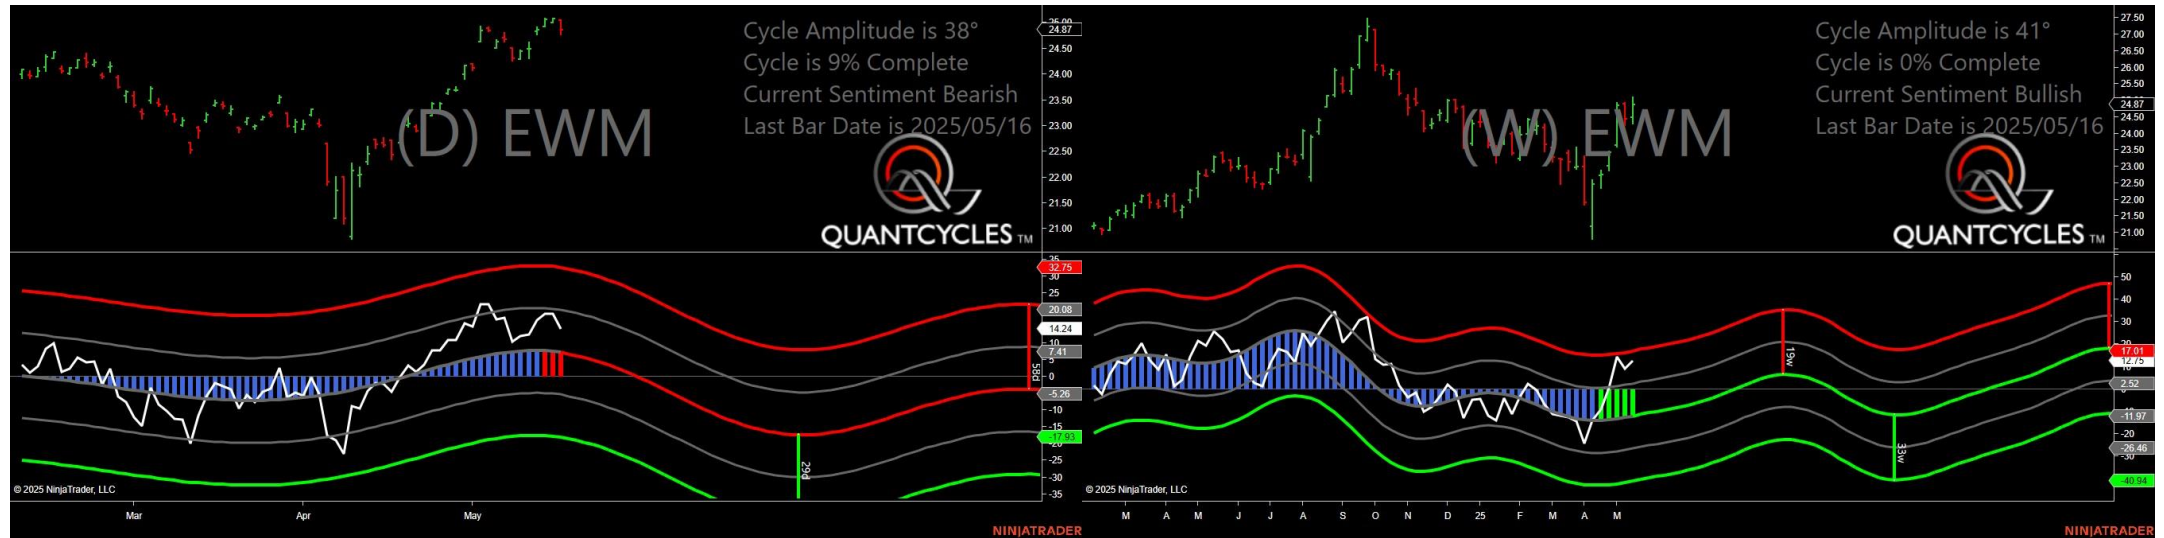 Cycle Amplitude is 38°
Cycle is 9% Complete
Current Sentiment Bearish
Last Bar Date is 2025/05/16
(D) EWM
QUANTCYCLES TM
25.00
24.87
24.50
24.00
23.50
23.00
22.50
22.00
21.50
21.00
35
32.75
30
25
20.08
14.24
10
7.41
5
0
-5.26
-10
-15
-17.93
-20
-25
-30
-35
58d
29d
© 2025 NinjaTrader, LLC
Mar
Apr
May
NINJATRADER
Cycle Amplitude is 41°
Cycle is 0% Complete
Current Sentiment Bullish
Last Bar Date is 2025/05/16
(W) EWM
QUANTCYCLES TM
27.50
27.00
26.50
26.00
25.50
24.87
24.50
24.00
23.50
23.00
22.50
22.00
21.50
21.00
50
40
30
20
17.01
12.75
10
2.52
0
-11.97
-20
-26.46
-30
-40.94
19w
33w
© 2025 NinjaTrader, LLC
M
A
M
J
J
A
S
O
N
D
25
F
M
A
M
NINJATRADER